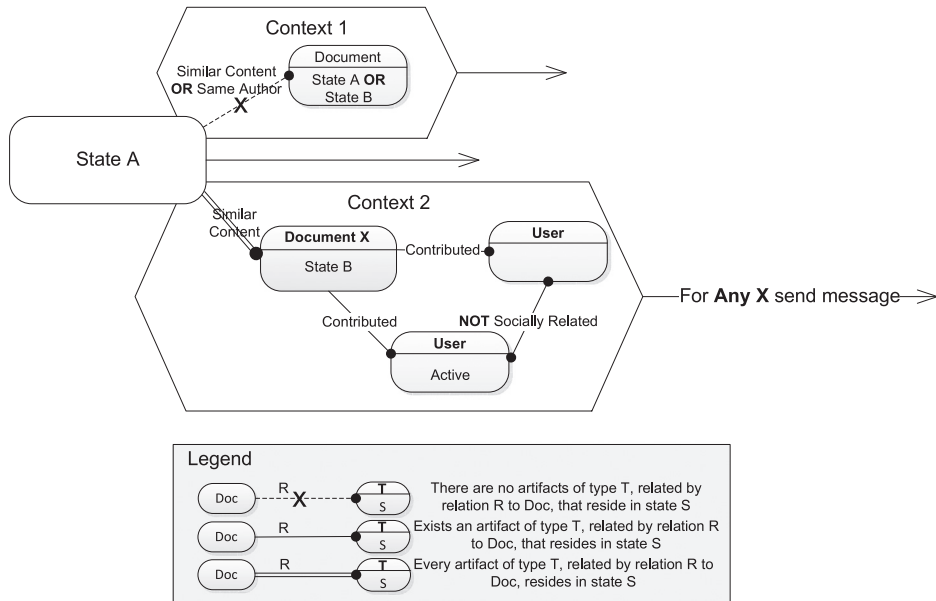 Context 1
Document
Similar Content
OR Same Author
State A OR
State B
X
State A
Context 2
Similar
Content
Document X
State B
Contributed
User
Contributed
NOT Socially Related
User
Active
For Any X send message
Legend
Doc
R
X
T
S
There are no artifacts of type T, related by
relation R to Doc, that reside in state S
Doc
R
T
S
Exists an artifact of type T, related by relation R
to Doc, that resides in state S
Doc
R
T
S
Every artifact of type T, related by relation R to
Doc, resides in state S